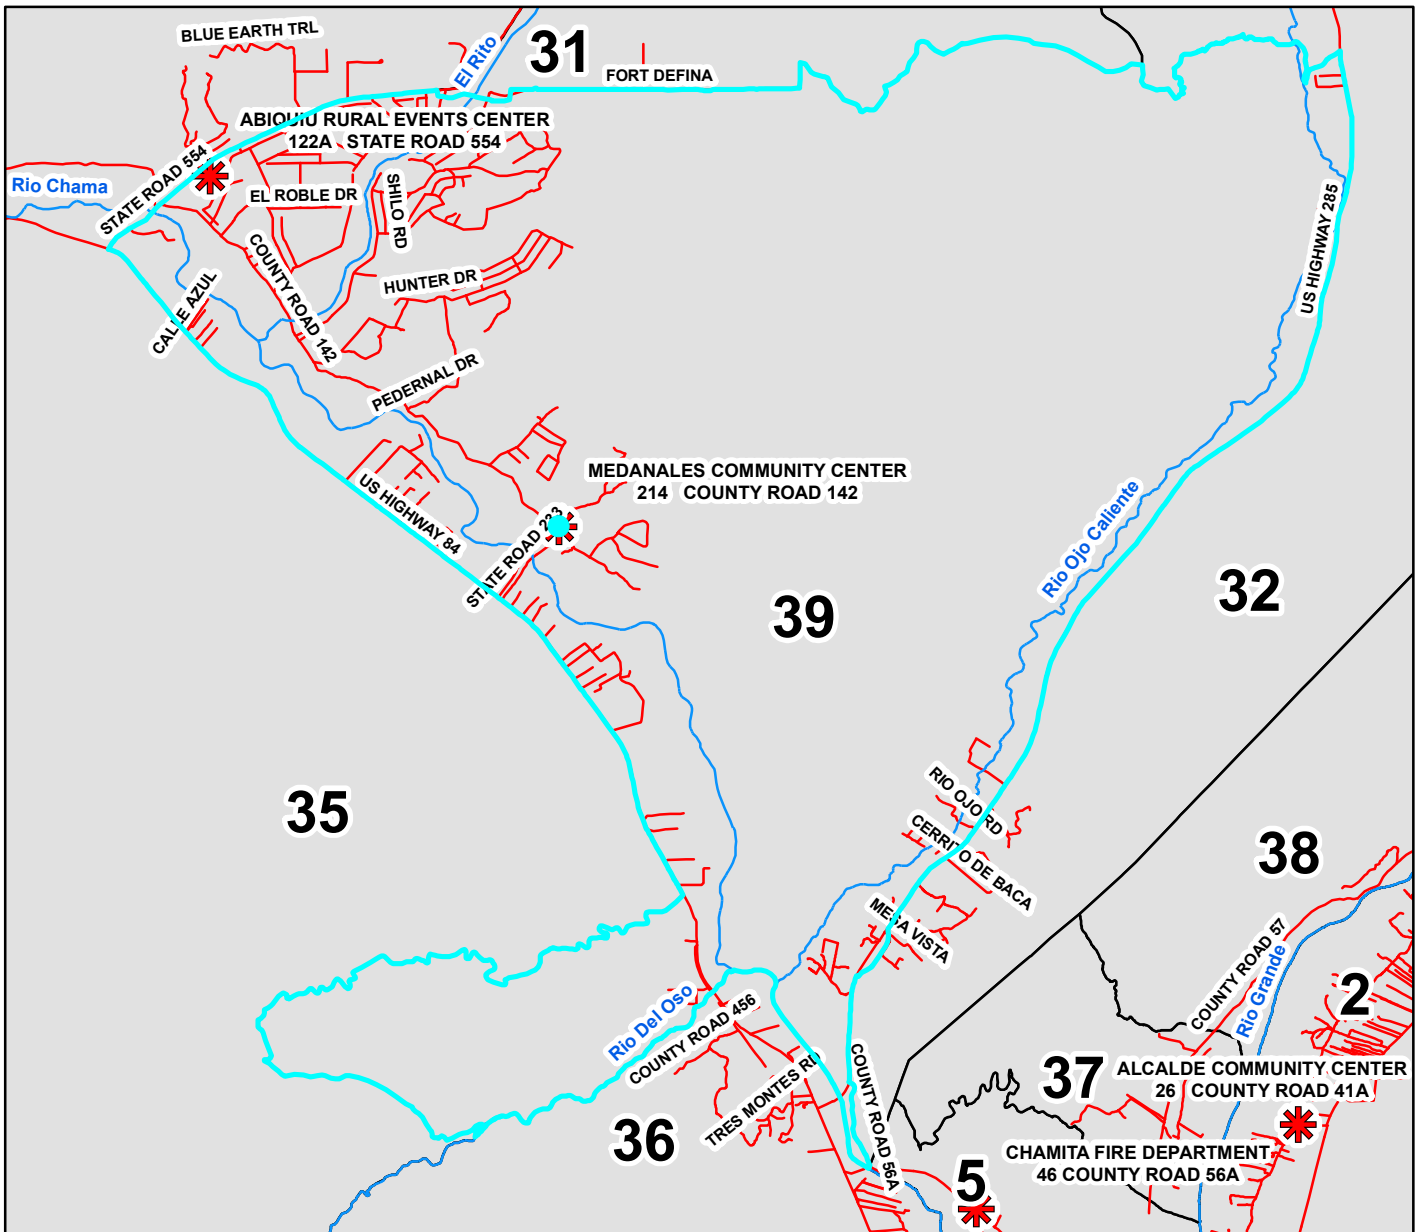 BLUE EARTH TRL
El Rito
31
FORT DEFINA
ABIQUIU RURAL EVENTS CENTER
122A STATE ROAD 554
STATE ROAD 554
Rio Chama
EL ROBLE DR
SHILO RD
COUNTY ROAD 142
HUNTER DR
CALLE AZUL
US HIGHWAY 285
PEDERNAL DR
MEDANALES COMMUNITY CENTER
214 COUNTY ROAD 142
US HIGHWAY 84
STATE ROAD 233
Rio Ojo Caliente
32
39
35
RIO OJO RD
CERRITO DE BACA
38
MESA VISTA
COUNTY ROAD 57
Rio Grande
2
Rio Del Oso
COUNTY ROAD 456
TRES MONTES RD
COUNTY ROAD 56A
37
ALCALDE COMMUNITY CENTER
26 COUNTY ROAD 41A
36
CHAMITA FIRE DEPARTMENT
46 COUNTY ROAD 56A
5